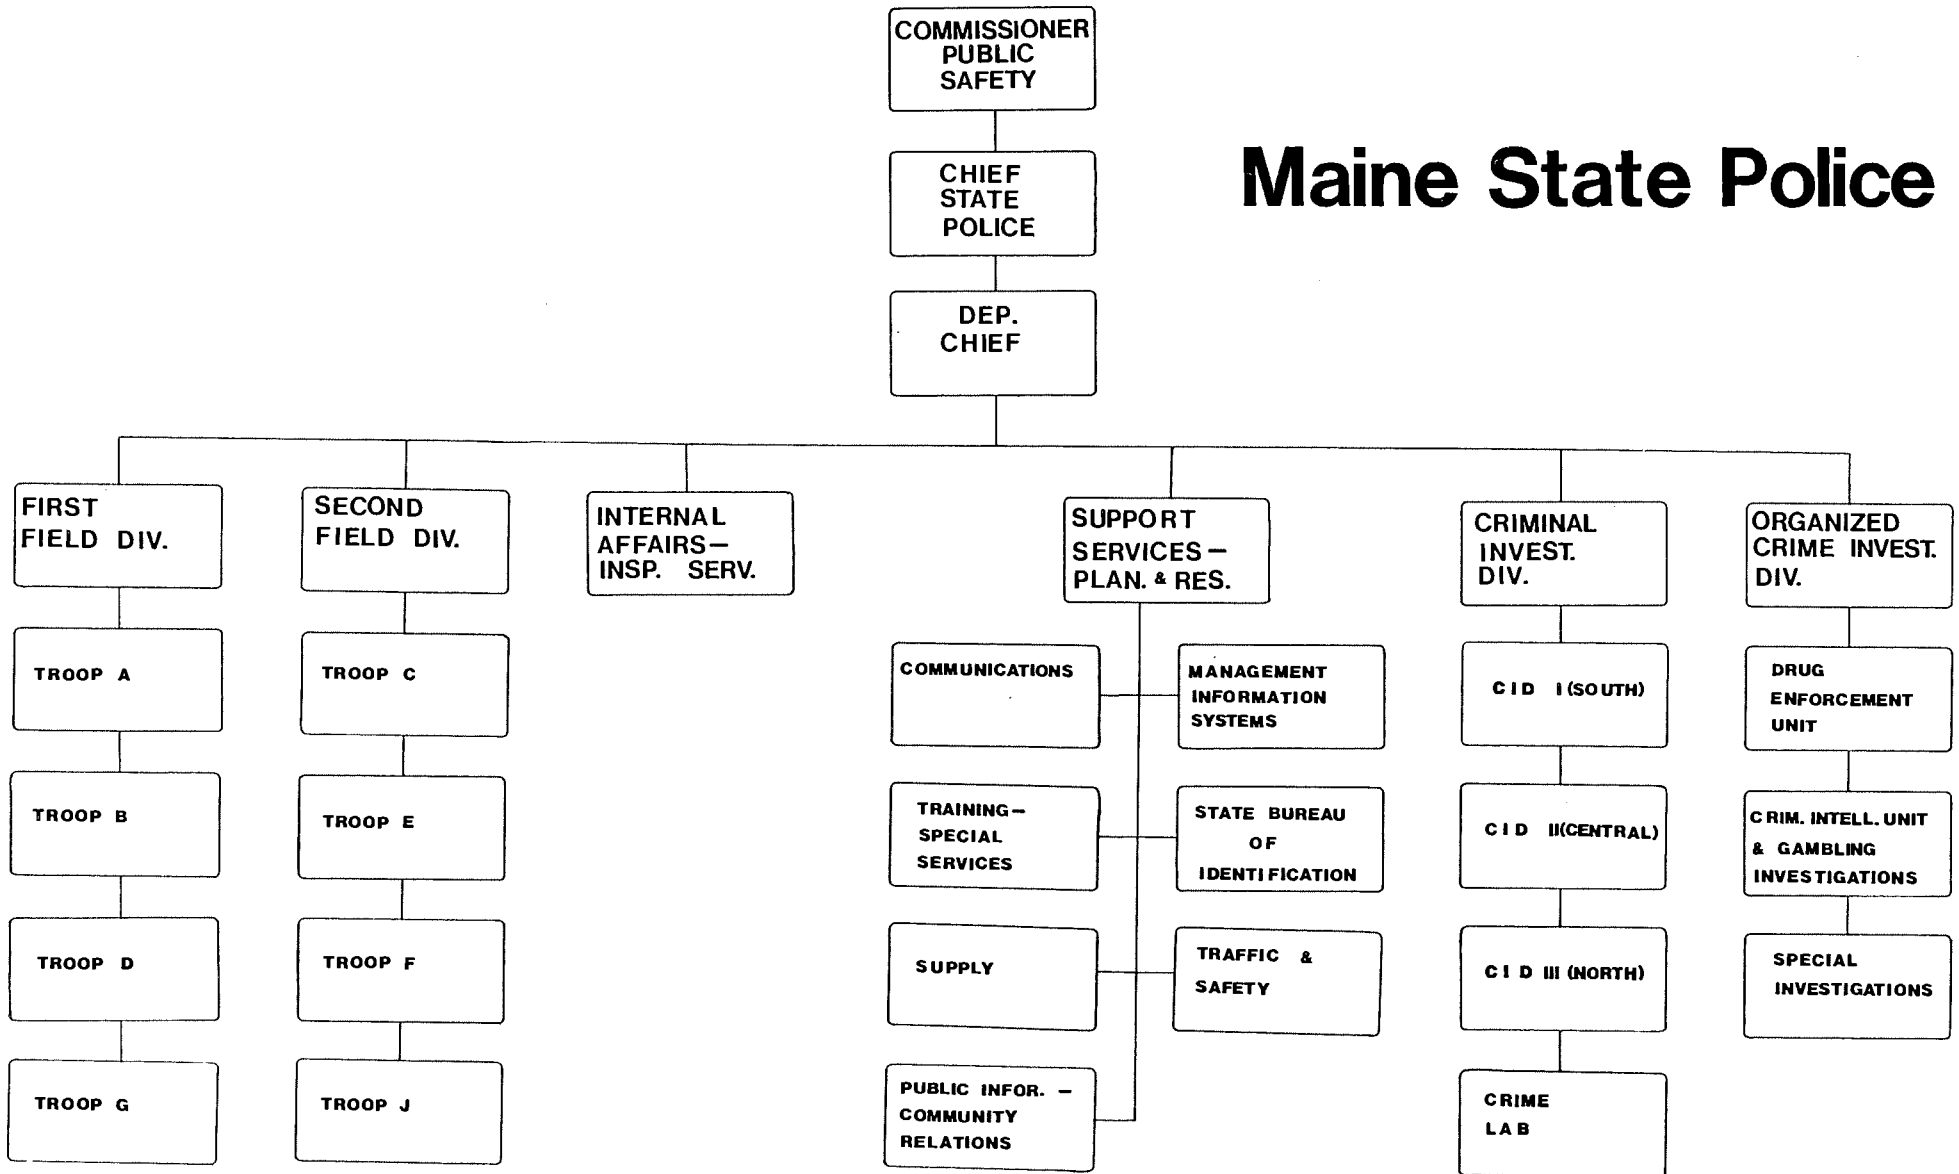 COMMISSIONER
PUBLIC
SAFETY
Maine State Police
CHIEF
STATE
POLICE
DEP.
CHIEF
FIRST
FIELD DIV.
TROOP A
TROOP B
TROOP D
TROOP G
SECOND
FIELD DIV.
TROOP C
TROOP E
TROOP F
TROOP J
INTERNAL
AFFAIRS—
INSP. SERV.
SUPPORT
SERVICES—
PLAN. & RES.
COMMUNICATIONS
MANAGEMENT
INFORMATION
SYSTEMS
TRAINING—
SPECIAL
SERVICES
STATE BUREAU
OF
IDENTIFICATION
SUPPLY
TRAFFIC &
SAFETY
PUBLIC INFOR. —
COMMUNITY
RELATIONS
CRIMINAL
INVEST.
DIV.
CID I (SOUTH)
CID II (CENTRAL)
CID III (NORTH)
CRIME
LAB
ORGANIZED
CRIME INVEST.
DIV.
DRUG
ENFORCEMENT
UNIT
CRIM. INTELL. UNIT
& GAMBLING
INVESTIGATIONS
SPECIAL
INVESTIGATIONS